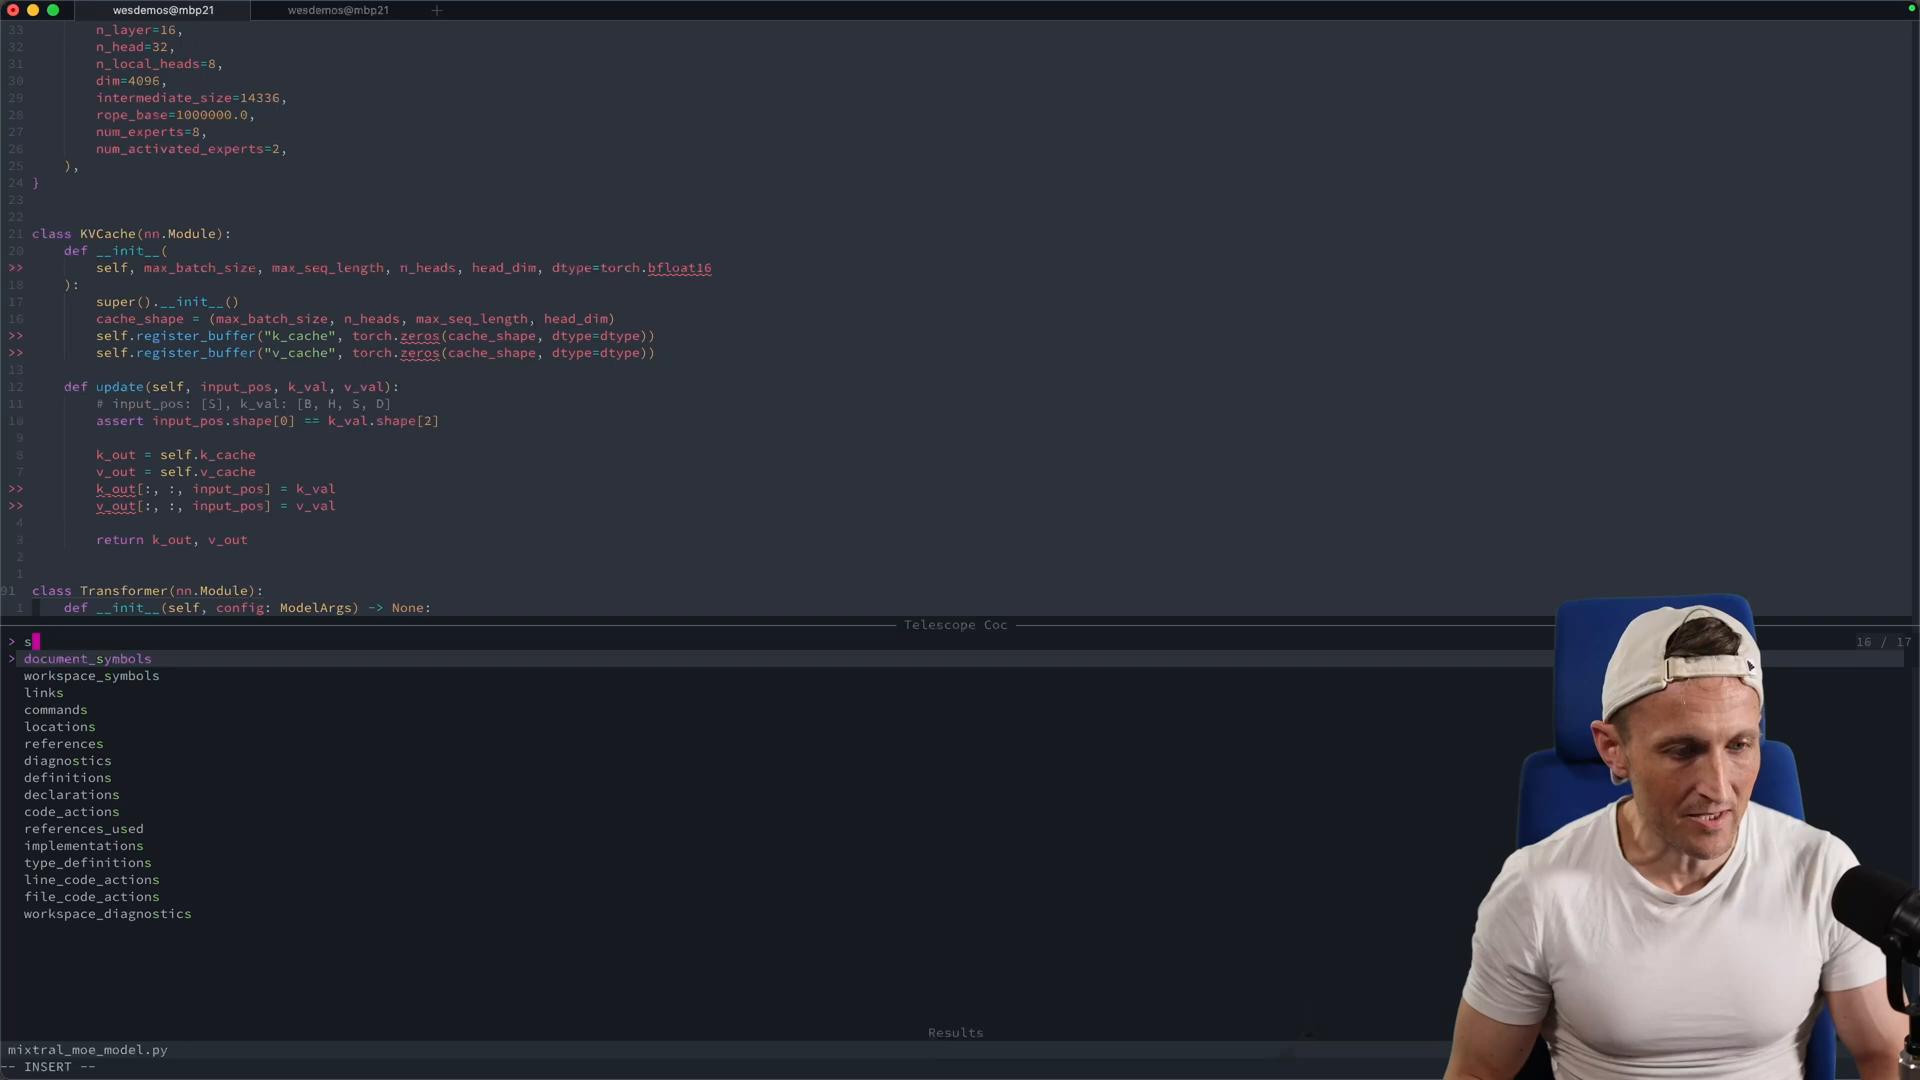 wesdemos@mbp21
wesdemos@mbp21
+
33 n_layer=16,
32 n_head=32,
31 n_local_heads=8,
30 dim=4096,
29 intermediate_size=14336,
28 rope_base=1000000.0,
27 num_experts=8,
26 num_activated_experts=2,
25 ),
24 }
23
22
21 class KVCache(nn.Module):
20 def __init__(
>> self, max_batch_size, max_seq_length, n_heads, head_dim, dtype=torch.bfloat16
18 ):
17 super().__init__()
16 cache_shape = (max_batch_size, n_heads, max_seq_length, head_dim)
>> self.register_buffer("k_cache", torch.zeros(cache_shape, dtype=dtype))
>> self.register_buffer("v_cache", torch.zeros(cache_shape, dtype=dtype))
13
12 def update(self, input_pos, k_val, v_val):
11 # input_pos: [S], k_val: [B, H, S, D]
10 assert input_pos.shape[0] == k_val.shape[2]
9
8 k_out = self.k_cache
7 v_out = self.v_cache
>> k_out[:, :, input_pos] = k_val
>> v_out[:, :, input_pos] = v_val
4
3 return k_out, v_out
2
1
91 class Transformer(nn.Module):
1 def __init__(self, config: ModelArgs) -> None:
Telescope Coc
> s 16 / 17
> document_symbols
workspace_symbols
links
commands
locations
references
diagnostics
definitions
declarations
code_actions
references_used
implementations
type_definitions
line_code_actions
file_code_actions
workspace_diagnostics
Results
mixtral_moe_model.py
-- INSERT --